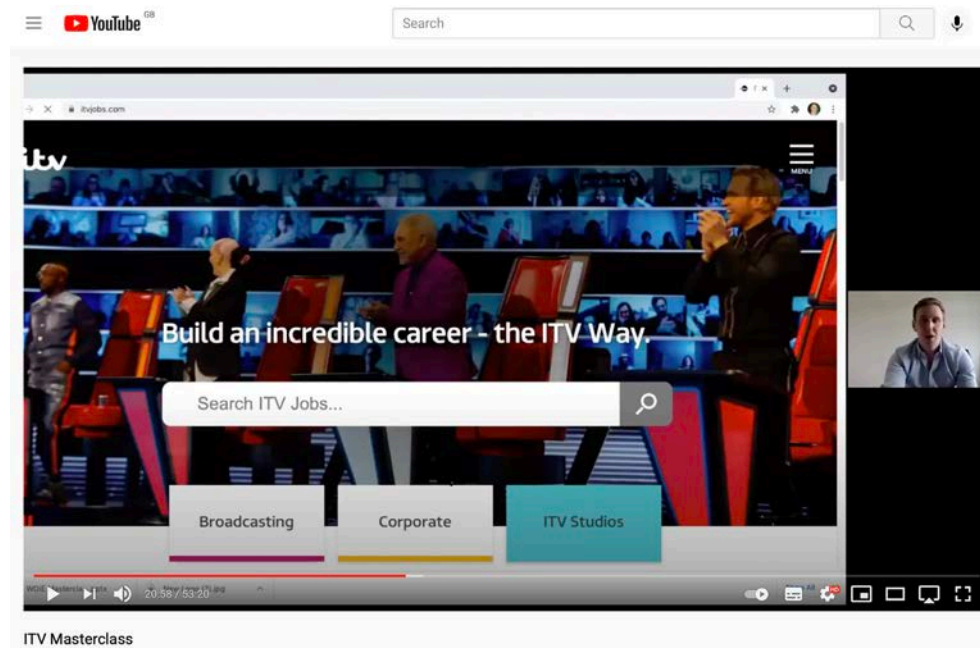 YouTube GB
Search
itvjobs.com
itv
MENU
Build an incredible career - the ITV Way.
Search ITV Jobs...
Broadcasting
Corporate
ITV Studios
20:58 / 53:20
HD
ITV Masterclass